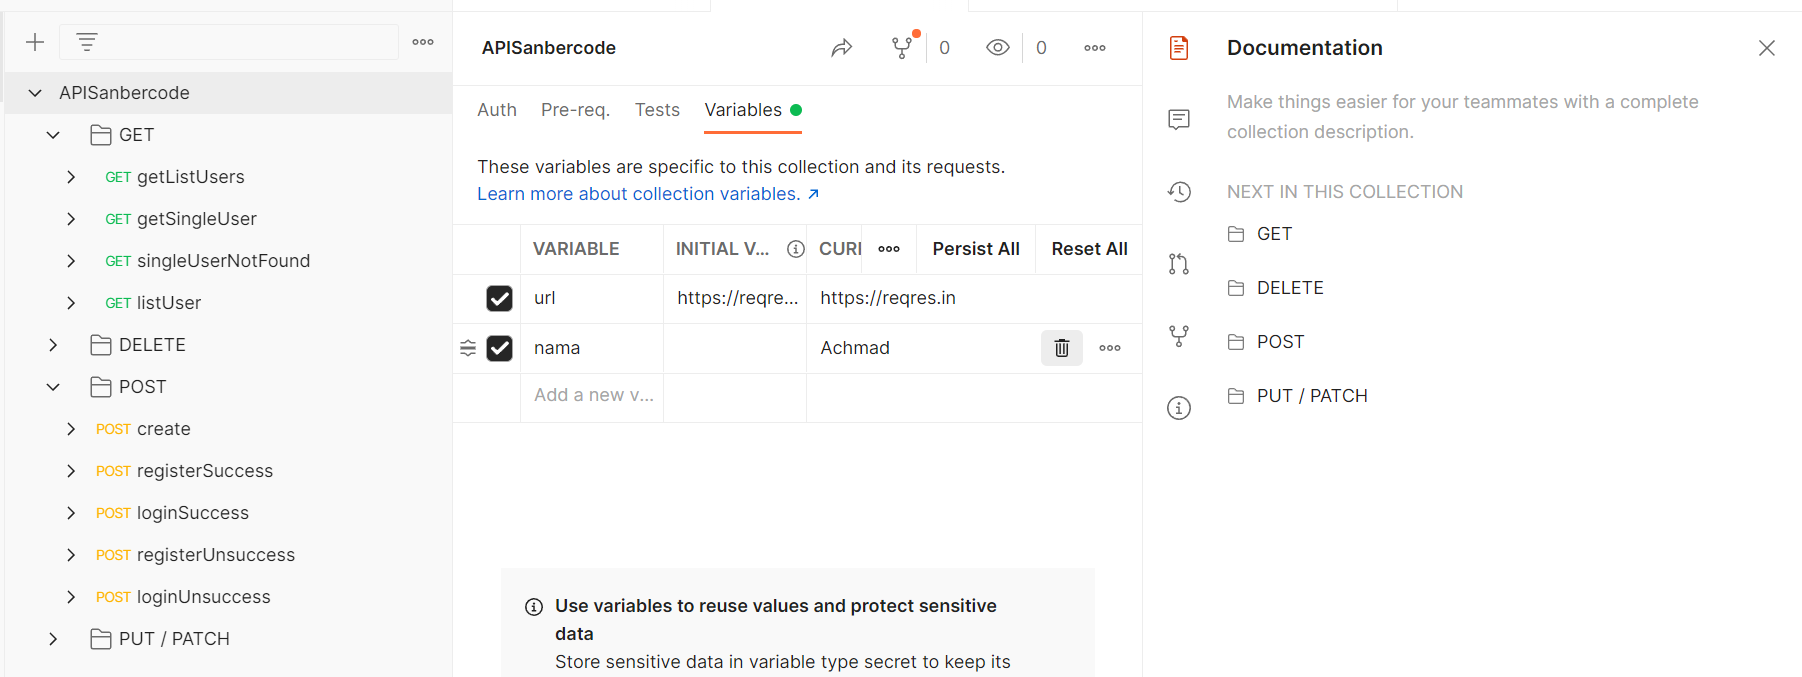 APISanbercode
GET
GET getListUsers
GET getSingleUser
GET singleUserNotFound
GET listUser
DELETE
POST
POST create
POST registerSuccess
POST loginSuccess
POST registerUnsuccess
POST loginUnsuccess
PUT / PATCH
APISanbercode
0
0
Auth Pre-req. Tests Variables
These variables are specific to this collection and its requests.
Learn more about collection variables. ↗
VARIABLE INITIAL V... CURI Persist All Reset All
url https://reqre... https://reqres.in
nama Achmad
Add a new v...
Use variables to reuse values and protect sensitive
data
Store sensitive data in variable type secret to keep its
Documentation
Make things easier for your teammates with a complete
collection description.
NEXT IN THIS COLLECTION
GET
DELETE
POST
PUT / PATCH